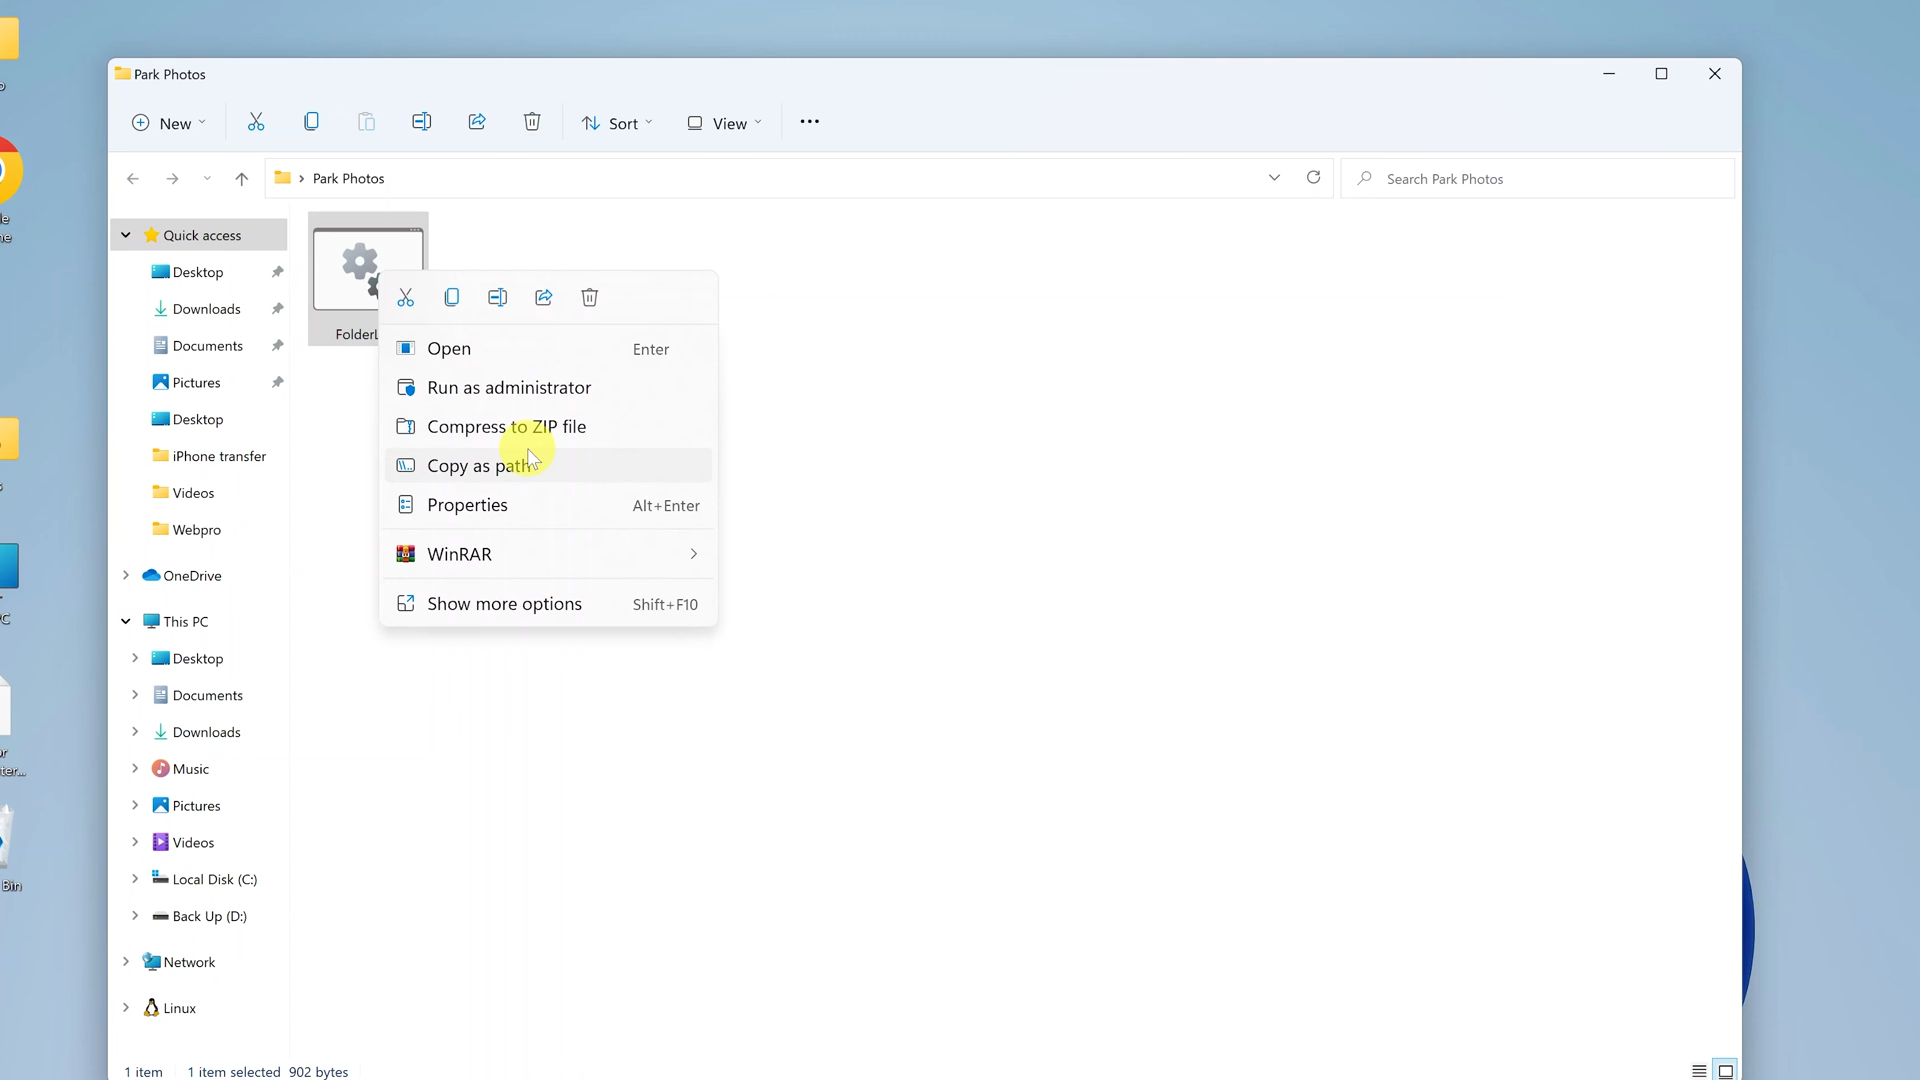 Park Photos
New
Sort
View
Park Photos
Search Park Photos
Quick access
Desktop
Downloads
Documents
Pictures
Desktop
iPhone transfer
Videos
Webpro
OneDrive
This PC
Desktop
Documents
Downloads
Music
Pictures
Videos
Local Disk (C:)
Back Up (D:)
Network
Linux
FolderL
Open Enter
Run as administrator
Compress to ZIP file
Copy as path
Properties Alt+Enter
WinRAR
Show more options Shift+F10
1 item 1 item selected 902 bytes
Bin